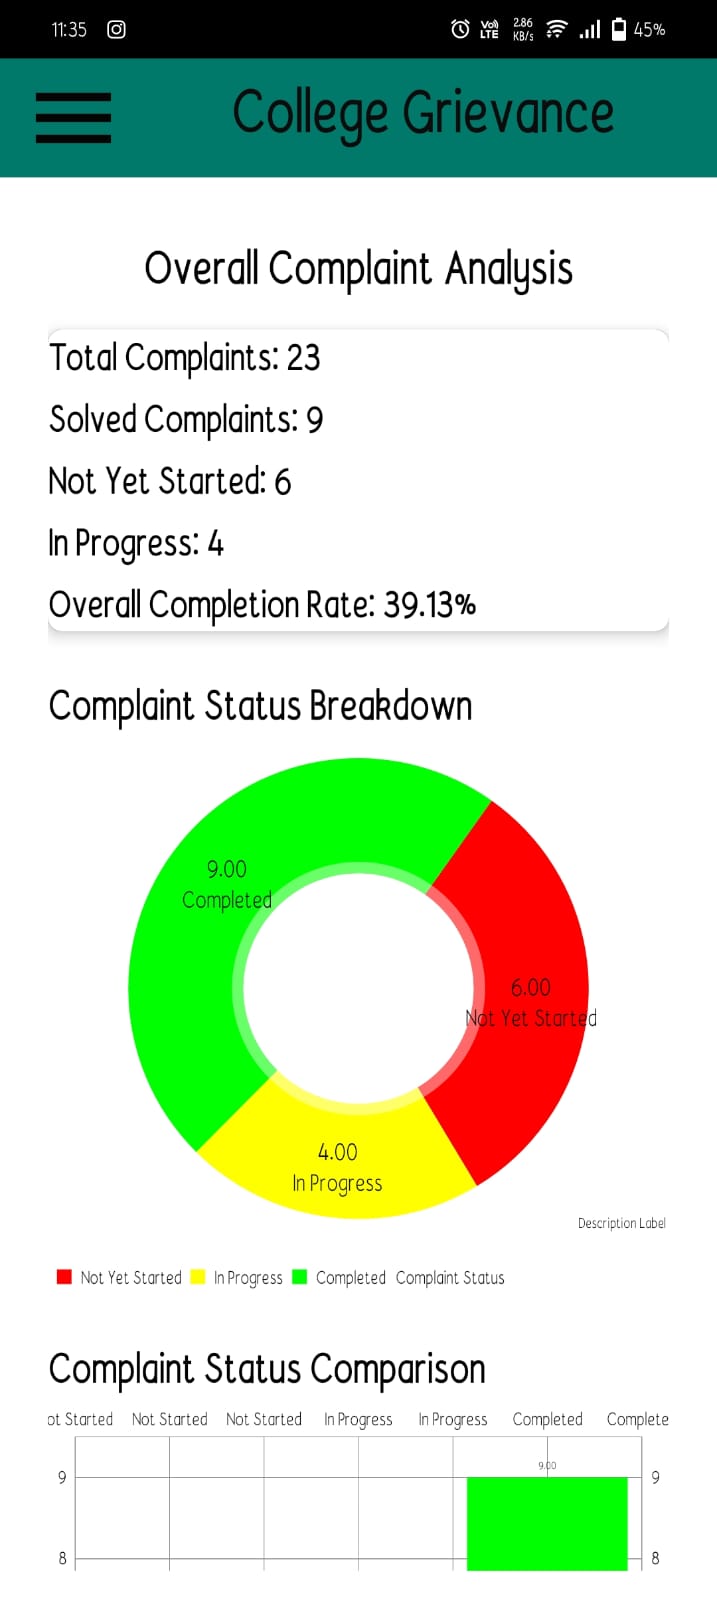 11:35 Vo)) LTE 2.86 KB/s 45%
College Grievance
Overall Complaint Analysis
Total Complaints: 23
Solved Complaints: 9
Not Yet Started: 6
In Progress: 4
Overall Completion Rate: 39.13%
Complaint Status Breakdown
9.00
Completed
6.00
Not Yet Started
4.00
In Progress
Description Label
Not Yet Started In Progress Completed Complaint Status
Complaint Status Comparison
ot Started Not Started Not Started In Progress In Progress Completed Complete
9.00
9 9
8 8